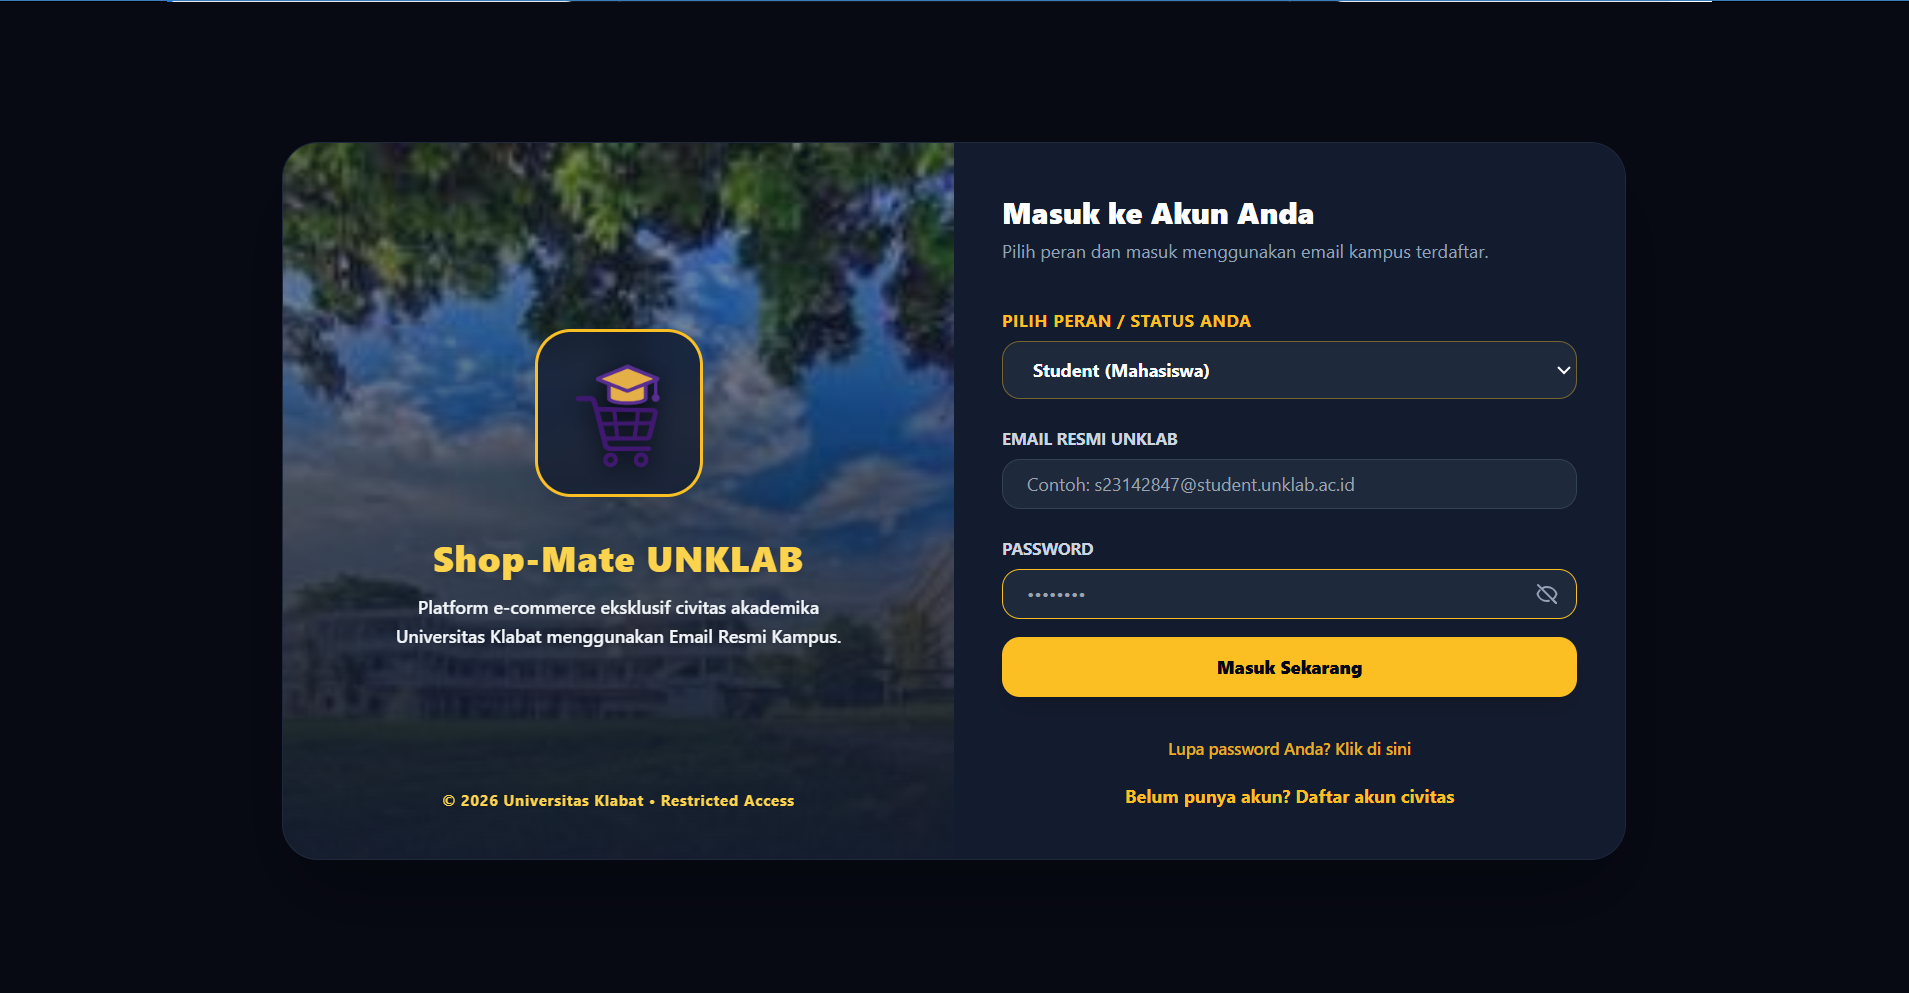 Shop-Mate UNKLAB
Platform e-commerce eksklusif civitas akademika
Universitas Klabat menggunakan Email Resmi Kampus.
© 2026 Universitas Klabat • Restricted Access
Masuk ke Akun Anda
Pilih peran dan masuk menggunakan email kampus terdaftar.
PILIH PERAN / STATUS ANDA
Student (Mahasiswa)
EMAIL RESMI UNKLAB
Contoh: s23142847@student.unklab.ac.id
PASSWORD
••••••••
Masuk Sekarang
Lupa password Anda? Klik di sini
Belum punya akun? Daftar akun civitas